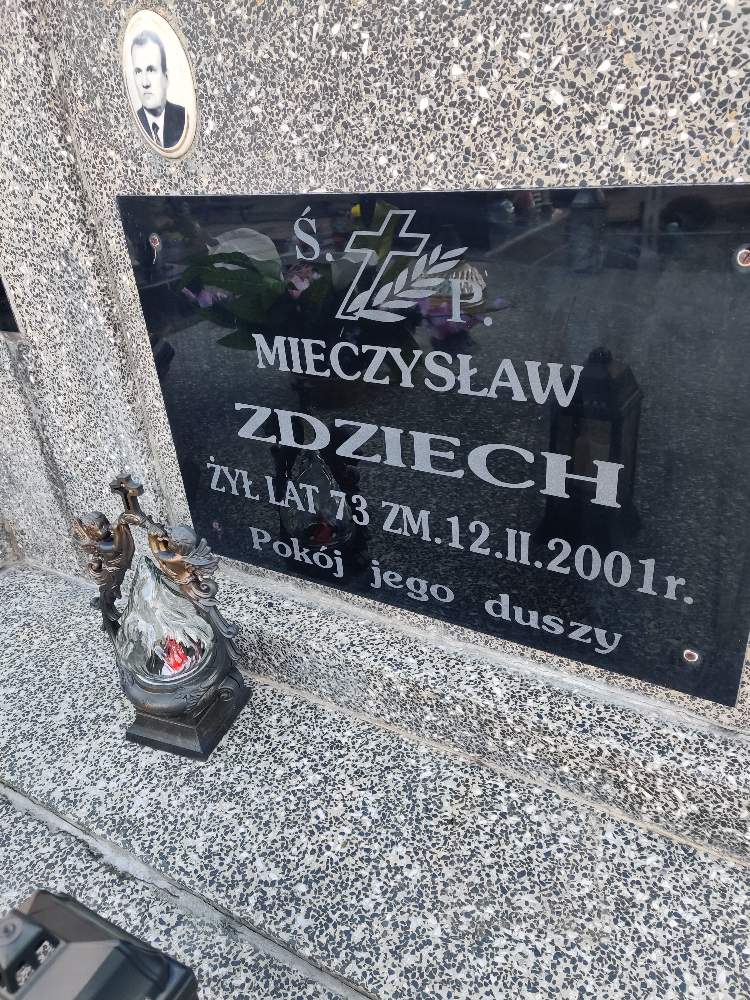 Ś. P.
MIECZYSŁAW
ZDZIECH
ŻYŁ LAT 73 ZM.12.II.2001r.
Pokój jego duszy